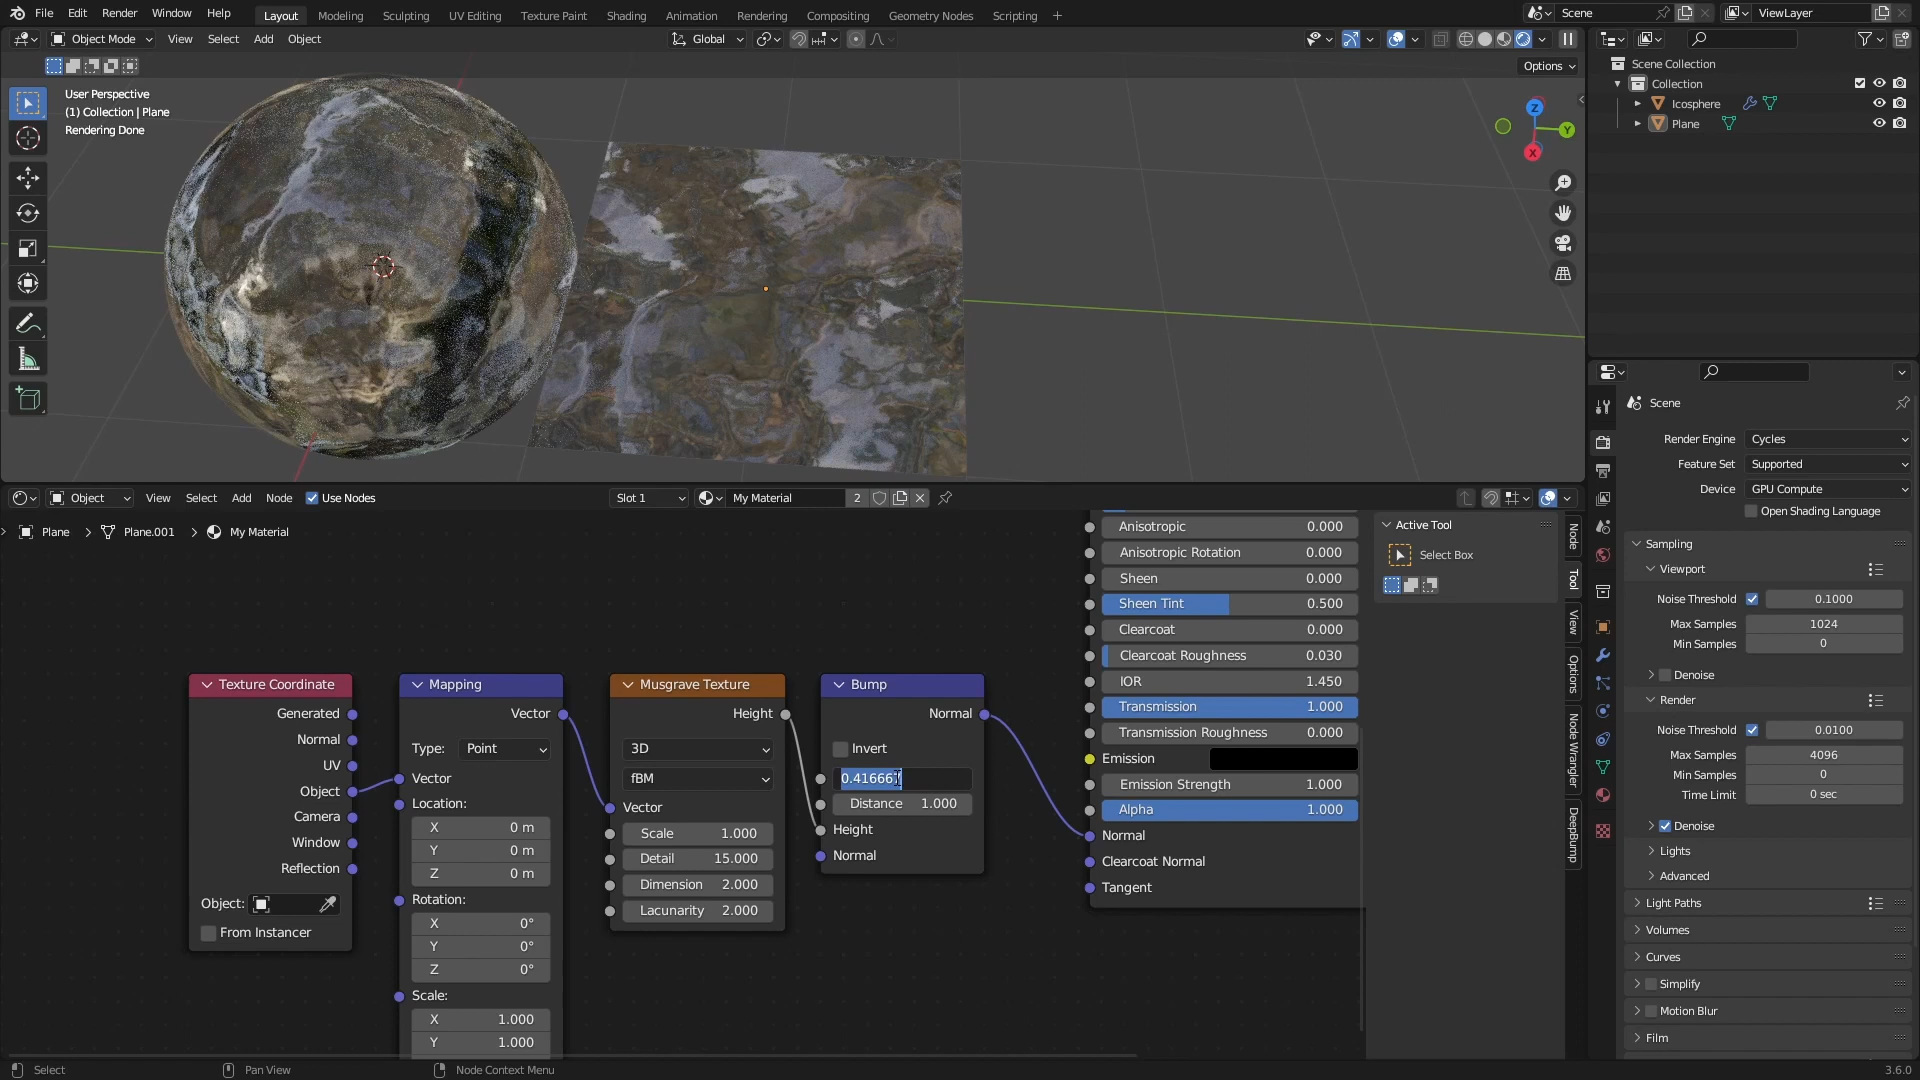 File Edit Render Window Help Layout Modeling Sculpting UV Editing Texture Paint Shading Animation Rendering Compositing Geometry Nodes Scripting + Scene ViewLayer
Object Mode View Select Add Object Global
Options
User Perspective
(1) Collection | Plane
Rendering Done
Z
Y
X
Scene Collection
Collection
Icosphere
Plane
Object View Select Add Node Use Nodes Slot 1 My Material 2
Plane > Plane.001 > My Material
Texture Coordinate
Generated
Normal
UV
Object
Camera
Window
Reflection
Object:
From Instancer
Mapping
Vector
Type: Point
Vector
Location:
X 0 m
Y 0 m
Z 0 m
Rotation:
X 0°
Y 0°
Z 0°
Scale:
X 1.000
Y 1.000
Musgrave Texture
Height
3D
fBM
Vector
Scale 1.000
Detail 15.000
Dimension 2.000
Lacunarity 2.000
Bump
Normal
Invert
0.416667
Distance 1.000
Height
Normal
Anisotropic 0.000
Anisotropic Rotation 0.000
Sheen 0.000
Sheen Tint 0.500
Clearcoat 0.000
Clearcoat Roughness 0.030
IOR 1.450
Transmission 1.000
Transmission Roughness 0.000
Emission
Emission Strength 1.000
Alpha 1.000
Normal
Clearcoat Normal
Tangent
Active Tool
Select Box
Node
Tool
View
Options
Node Wrangler
DeepBump
Scene
Render Engine Cycles
Feature Set Supported
Device GPU Compute
Open Shading Language
Sampling
Viewport
Noise Threshold 0.1000
Max Samples 1024
Min Samples 0
Denoise
Render
Noise Threshold 0.0100
Max Samples 4096
Min Samples 0
Time Limit 0 sec
Denoise
Lights
Advanced
Light Paths
Volumes
Curves
Simplify
Motion Blur
Film
Select Pan View Node Context Menu 3.6.0